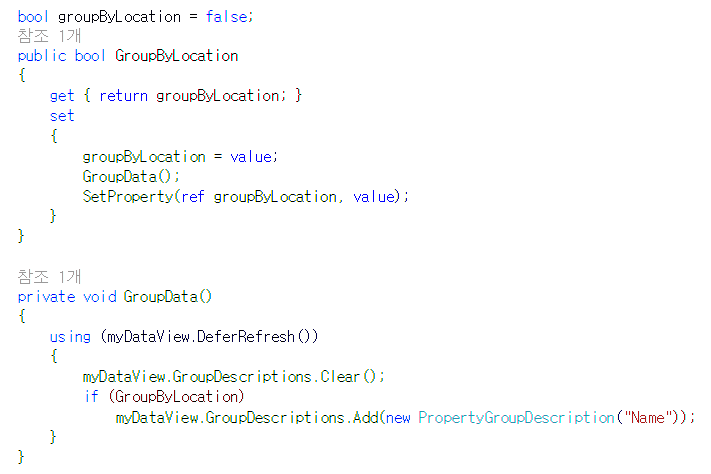 bool groupByLocation = false;
참조 1개
public bool GroupByLocation
{
    get { return groupByLocation; }
    set
    {
        groupByLocation = value;
        GroupData();
        SetProperty(ref groupByLocation, value);
    }
}

참조 1개
private void GroupData()
{
    using (myDataView.DeferRefresh())
    {
        myDataView.GroupDescriptions.Clear();
        if (GroupByLocation)
            myDataView.GroupDescriptions.Add(new PropertyGroupDescription("Name"));
    }
}